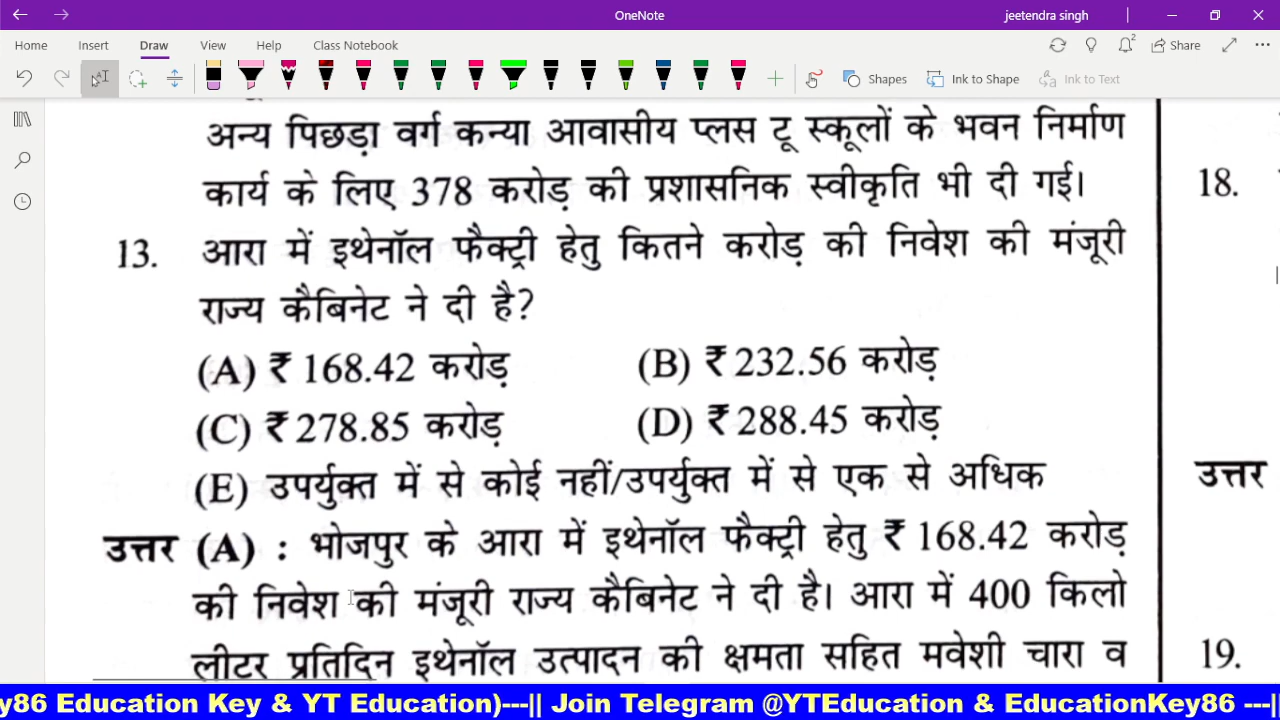 OneNote
jeetendra singh
Home Insert Draw View Help Class Notebook
Share
Shapes
Ink to Shape
Ink to Text
अन्य पिछड़ा वर्ग कन्या आवासीय प्लस टू स्कूलों के भवन निर्माण
कार्य के लिए 378 करोड़ की प्रशासनिक स्वीकृति भी दी गई।
13. आरा में इथेनॉल फैक्ट्री हेतु कितने करोड़ की निवेश की मंजूरी
राज्य कैबिनेट ने दी है?
(A) ₹ 168.42 करोड़ (B) ₹ 232.56 करोड़
(C) ₹ 278.85 करोड़ (D) ₹ 288.45 करोड़
(E) उपर्युक्त में से कोई नहीं/उपर्युक्त में से एक से अधिक
उत्तर (A) : भोजपुर के आरा में इथेनॉल फैक्ट्री हेतु ₹ 168.42 करोड़
की निवेश की मंजूरी राज्य कैबिनेट ने दी है। आरा में 400 किलो
लीटर प्रतिदिन इथेनॉल उत्पादन की क्षमता सहित मवेशी चारा व
18.
उत्तर
19.
y86 Education Key & YT Education)---|| Join Telegram @YTEducation & EducationKey86 ---||